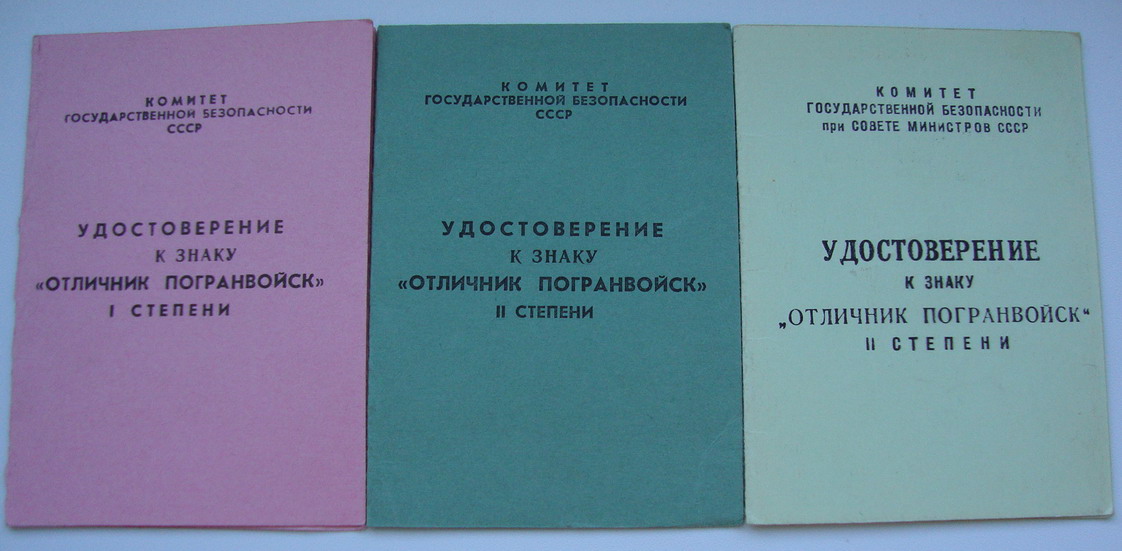 КОМИТЕТ
ГОСУДАРСТВЕННОЙ БЕЗОПАСНОСТИ
СССР
УДОСТОВЕРЕНИЕ
К ЗНАКУ
«ОТЛИЧНИК ПОГРАНВОЙСК»
I СТЕПЕНИ
КОМИТЕТ
ГОСУДАРСТВЕННОЙ БЕЗОПАСНОСТИ
СССР
УДОСТОВЕРЕНИЕ
К ЗНАКУ
«ОТЛИЧНИК ПОГРАНВОЙСК»
II СТЕПЕНИ
КОМИТЕТ
ГОСУДАРСТВЕННОЙ БЕЗОПАСНОСТИ
при СОВЕТЕ МИНИСТРОВ СССР
УДОСТОВЕРЕНИЕ
К ЗНАКУ
„ОТЛИЧНИК ПОГРАНВОЙСК“
II СТЕПЕНИ